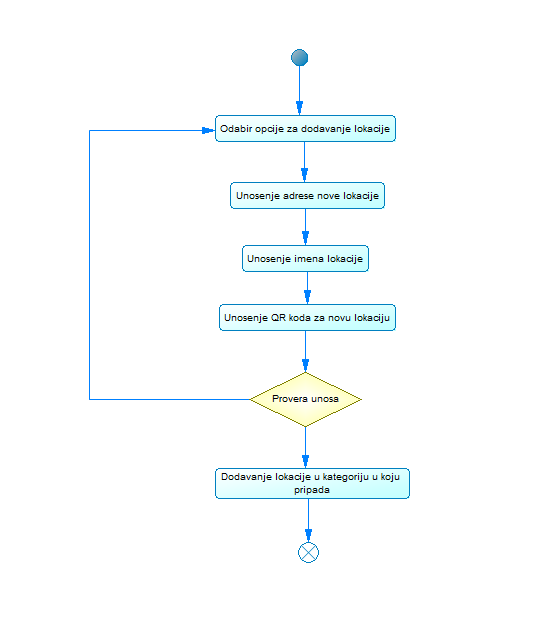 Odabir opcije za dodavanje lokacije
Unosenje adrese nove lokacije
Unosenje imena lokacije
Unosenje QR koda za novu lokaciju
Provera unosa
Dodavanje lokacije u kategoriju u koju
pripada